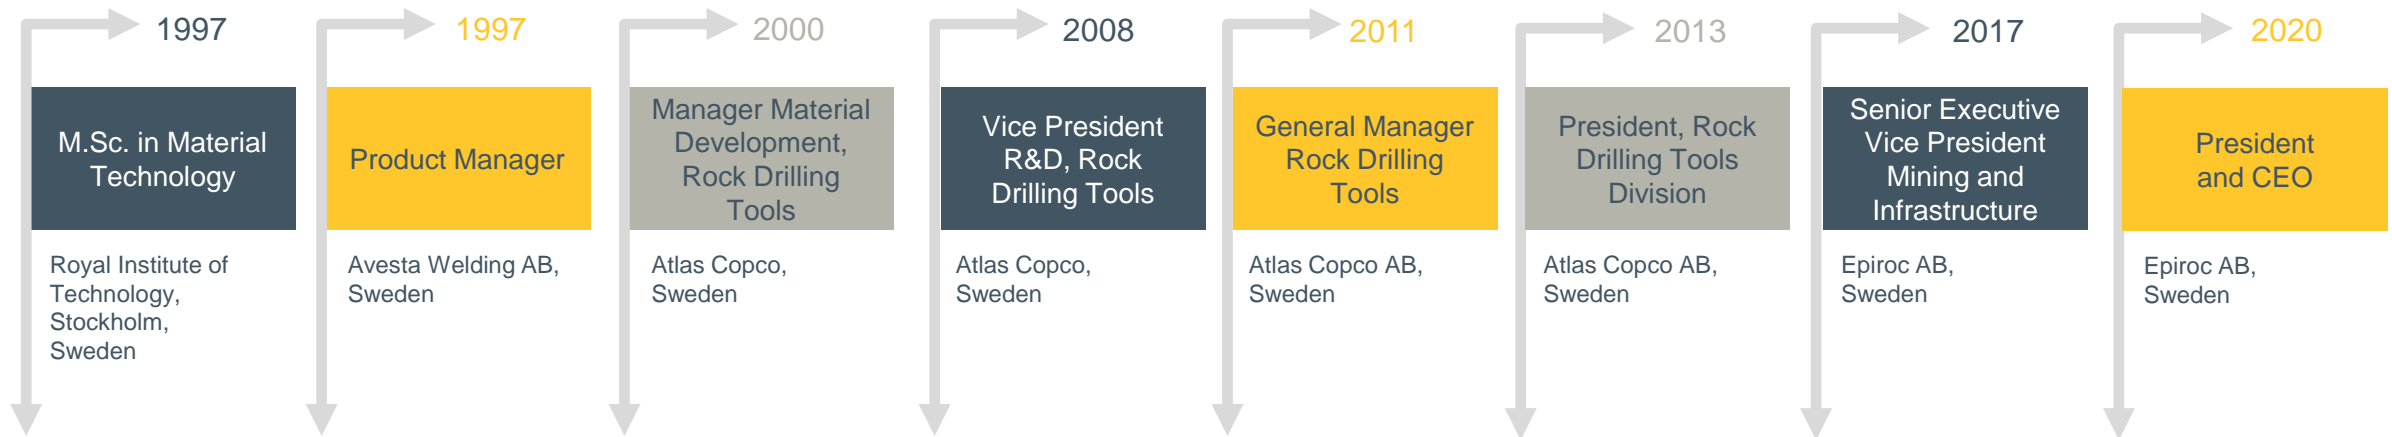 1997
M.Sc. in Material
Technology
Royal Institute of
Technology,
Stockholm,
Sweden
1997
Product Manager
Avesta Welding AB,
Sweden
2000
Manager Material
Development,
Rock Drilling
Tools
Atlas Copco,
Sweden
2008
Vice President
R&D, Rock
Drilling Tools
Atlas Copco,
Sweden
2011
General Manager
Rock Drilling
Tools
Atlas Copco AB,
Sweden
2013
President, Rock
Drilling Tools
Division
Atlas Copco AB,
Sweden
2017
Senior Executive
Vice President
Mining and
Infrastructure
Epiroc AB,
Sweden
2020
President
and CEO
Epiroc AB,
Sweden